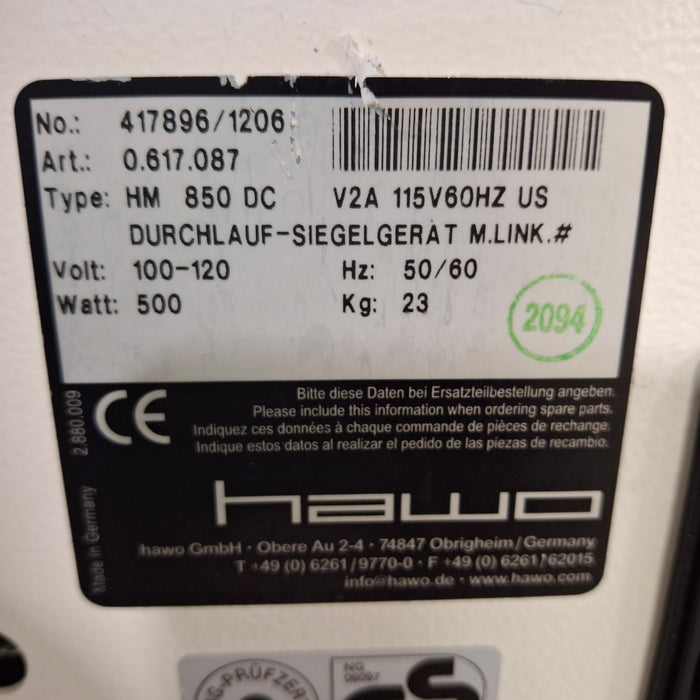 No.: 417896/1206
Art.: 0.617.087
Type: HM 850 DC V2A 115V60HZ US
DURCHLAUF-SIEGELGERÄT M.LINK.#
Volt: 100-120 Hz: 50/60
Watt: 500 Kg: 23
2094
CE
Bitte diese Daten bei Ersatzteilbestellung angeben.
Please include this information when ordering spare parts.
Indiquez ces données à chaque commande de pièces de rechange.
Indique estos datos al realizar el pedido de las piezas de recambio.
2.880.009
Made in Germany
hawo
hawo GmbH · Obere Au 2-4 · 74847 Obrigheim/Germany
T +49 (0) 6261/9770-0 · F +49 (0) 6261/62015
info@hawo.de · www.hawo.com
NG
GS